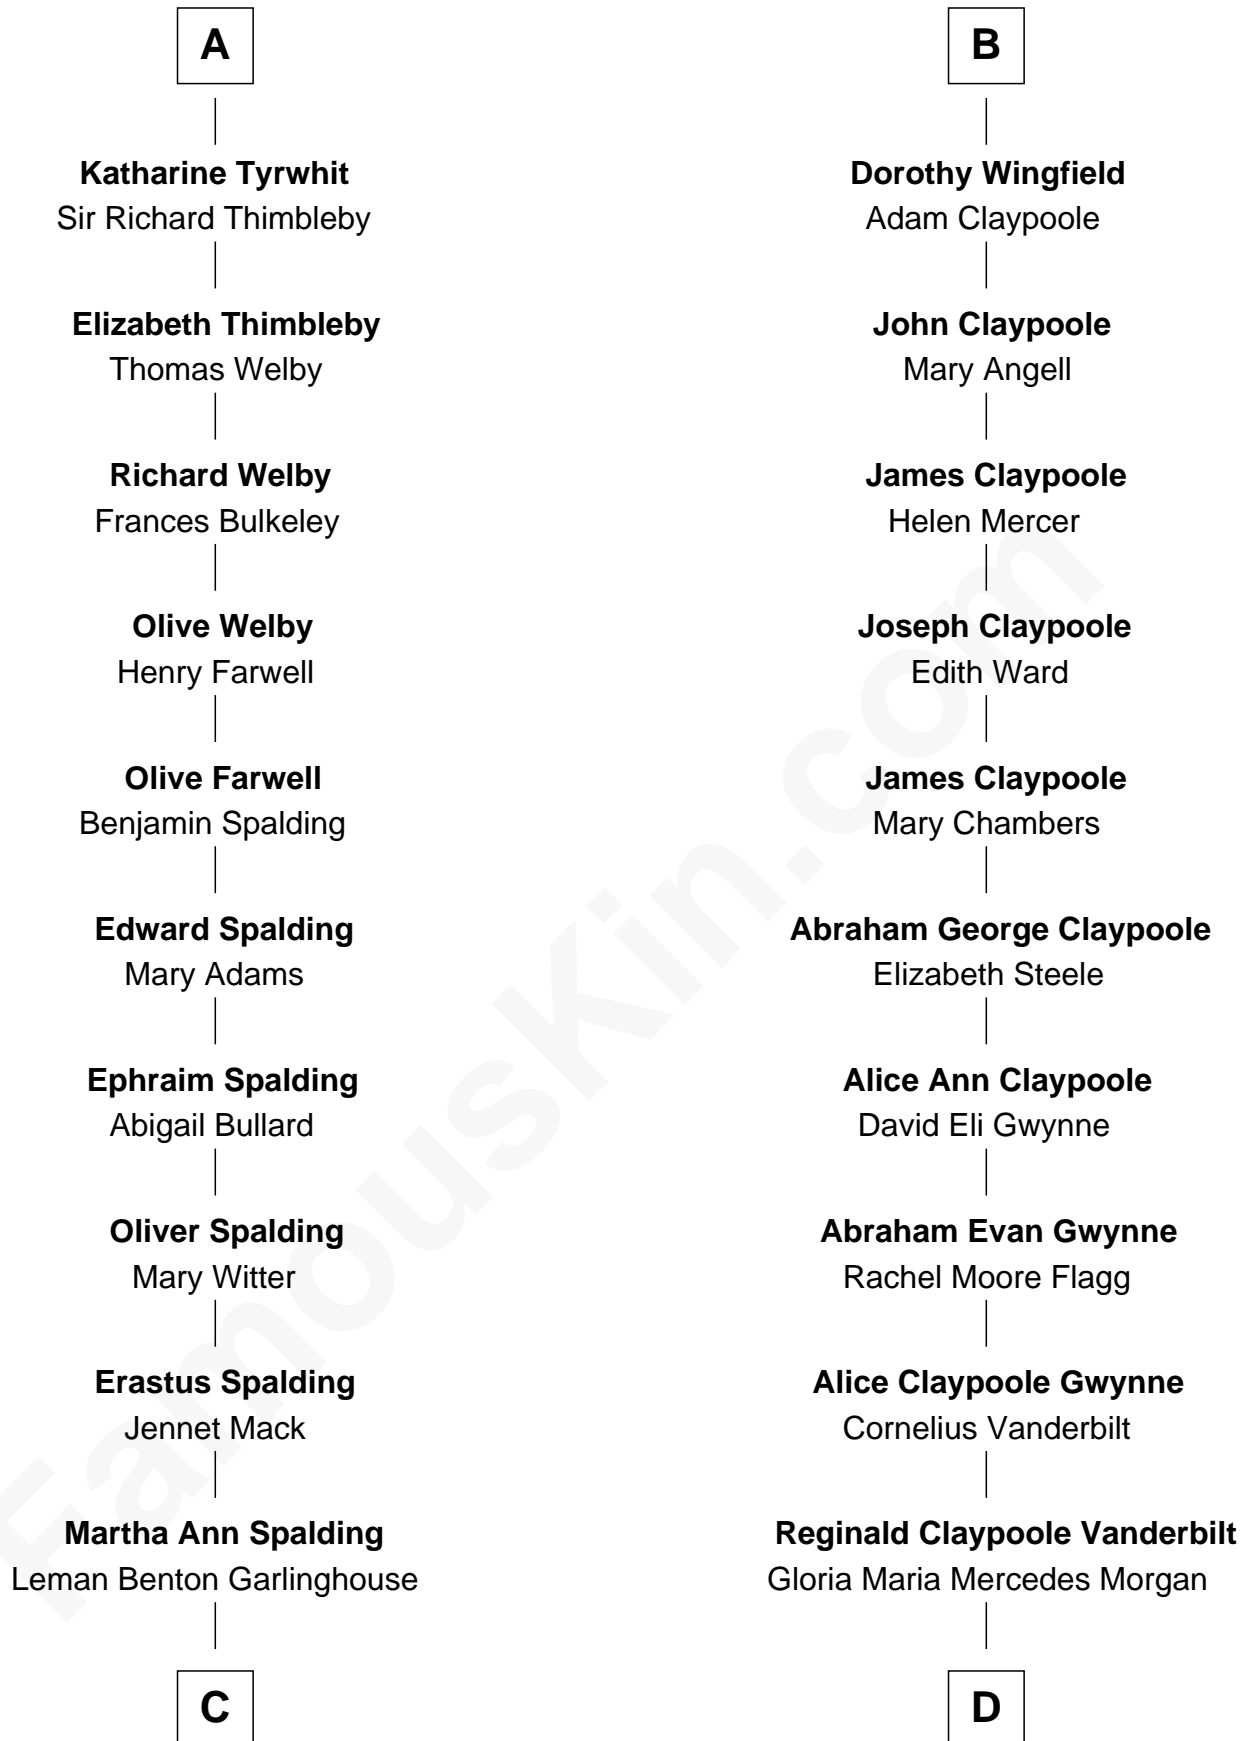 A
Katharine Tyrwhit
Sir Richard Thimbleby
Elizabeth Thimbleby
Thomas Welby
Richard Welby
Frances Bulkeley
Olive Welby
Henry Farwell
Olive Farwell
Benjamin Spalding
Edward Spalding
Mary Adams
Ephraim Spalding
Abigail Bullard
Oliver Spalding
Mary Witter
Erastus Spalding
Jennet Mack
Martha Ann Spalding
Leman Benton Garlinghouse
C
B
Dorothy Wingfield
Adam Claypoole
John Claypoole
Mary Angell
James Claypoole
Helen Mercer
Joseph Claypoole
Edith Ward
James Claypoole
Mary Chambers
Abraham George Claypoole
Elizabeth Steele
Alice Ann Claypoole
David Eli Gwynne
Abraham Evan Gwynne
Rachel Moore Flagg
Alice Claypoole Gwynne
Cornelius Vanderbilt
Reginald Claypoole Vanderbilt
Gloria Maria Mercedes Morgan
D
FamousKin.com